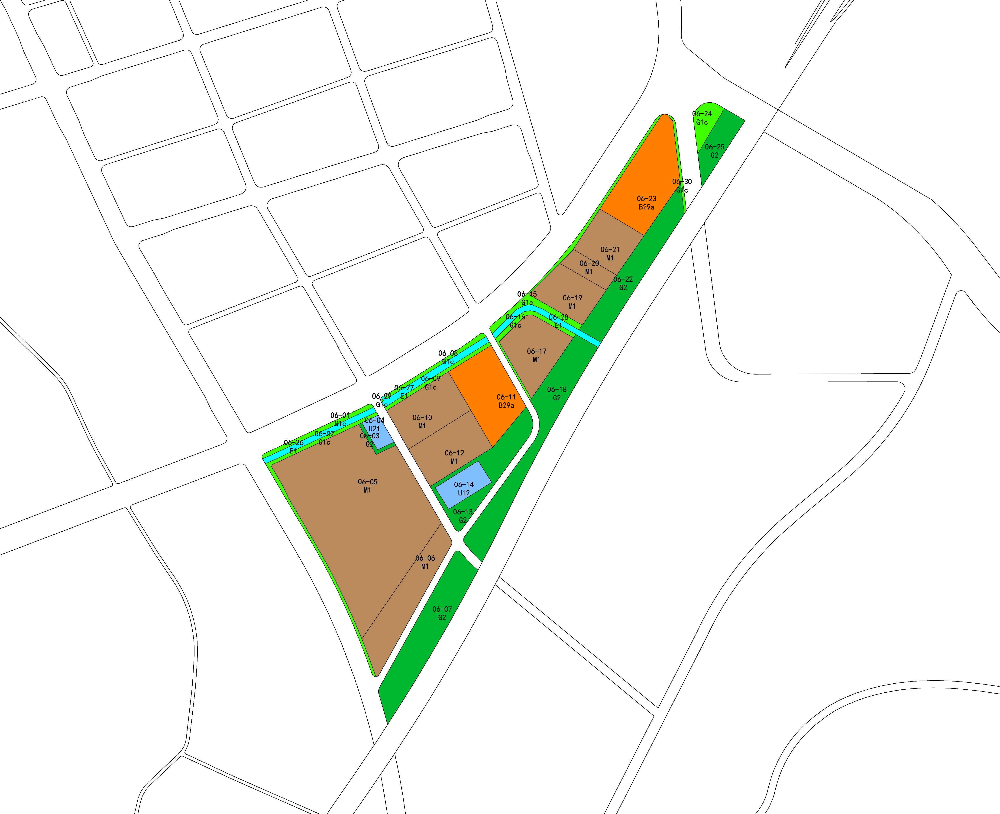 06-24
G1c
06-25
G2
06-30
G1c
06-23
B29a
06-21
M1
06-20
M1
06-22
G2
06-15
G1c
06-19
M1
06-16
G1c
06-28
E1
06-17
M1
06-08
G1c
06-09
G1c
06-27
E1
06-29
G1c
06-18
G2
06-11
B29a
06-10
M1
06-01
G1c
06-04
U21
06-02
G1c
06-03
G2
06-26
E1
06-12
M1
06-05
M1
06-14
U12
06-13
G2
06-06
M1
06-07
G2